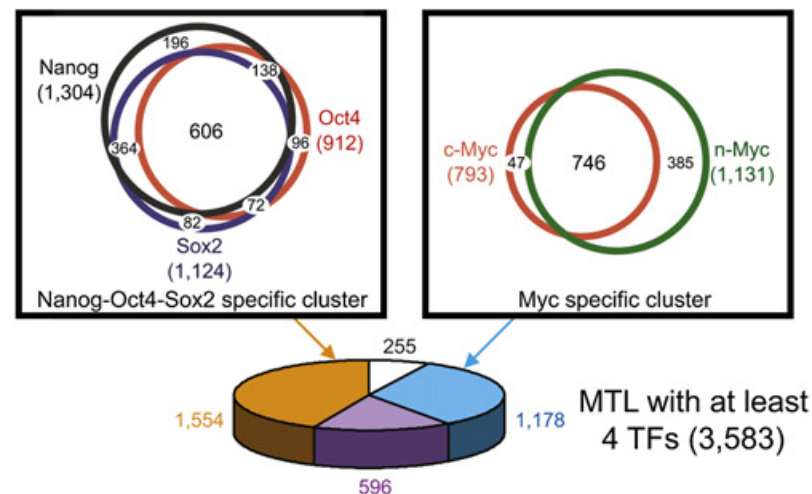 196
Nanog
(1,304)
138
Oct4
(912)
606
96
364
72
82
Sox2
(1,124)
Nanog-Oct4-Sox2 specific cluster
c-Myc
(793)
47
746
385
n-Myc
(1,131)
Myc specific cluster
255
1,554
1,178
596
MTL with at least
4 TFs (3,583)